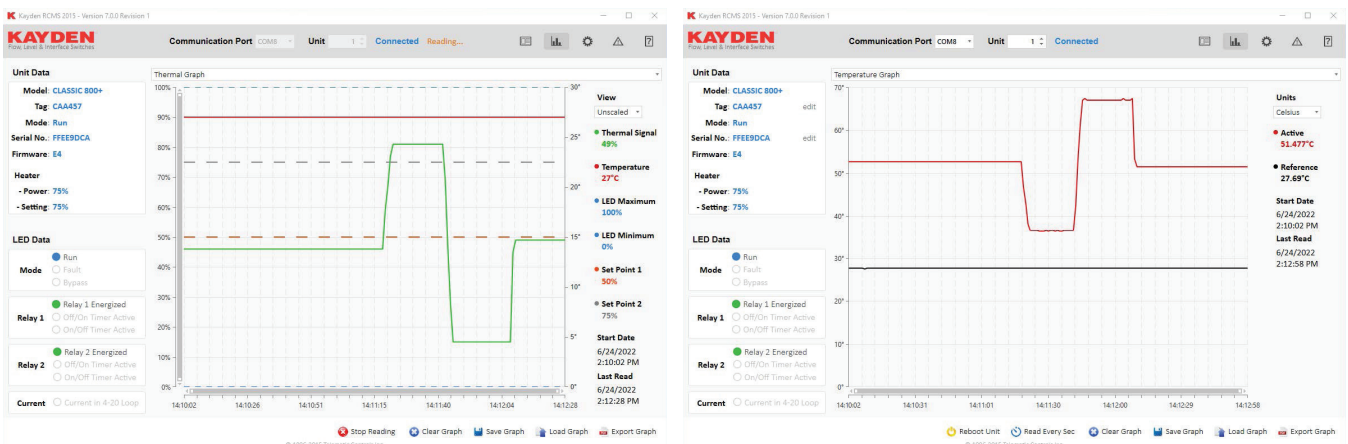 Kayden RCMS 2015 - Version 7.0.0 Revision 1
KAYDEN
Flow, Level & Interface Switches
Communication Port COM8 Unit 1 Connected Reading...
Unit Data
Model: CLASSIC 800+
Tag: CAA457
Mode: Run
Serial No.: FFEE9DCA
Firmware: E4
Heater
- Power: 75%
- Setting: 75%
LED Data
Mode
Run
Fault
Bypass
Relay 1
Relay 1 Energized
Off/On Timer Active
On/Off Timer Active
Relay 2
Relay 2 Energized
Off/On Timer Active
On/Off Timer Active
Current Current in 4-20 Loop
Thermal Graph
100%
90%
80%
70%
60%
50%
40%
30%
20%
10%
0%
30°
25°
20°
15°
10°
5°
0°
14:10:02 14:10:26 14:10:51 14:11:15 14:11:40 14:12:04 14:12:28
View
Unscaled
Thermal Signal
49%
Temperature
27°C
LED Maximum
100%
LED Minimum
0%
Set Point 1
50%
Set Point 2
75%
Start Date
6/24/2022
2:10:02 PM
Last Read
6/24/2022
2:12:28 PM
Stop Reading Clear Graph Save Graph Load Graph Export Graph
Kayden RCMS 2015 - Version 7.0.0 Revision 1
KAYDEN
Flow, Level & Interface Switches
Communication Port COM8 Unit 1 Connected
Unit Data
Model: CLASSIC 800+
Tag: CAA457 edit
Mode: Run
Serial No.: FFEE9DCA edit
Firmware: E4
Heater
- Power: 75%
- Setting: 75%
LED Data
Mode
Run
Fault
Bypass
Relay 1
Relay 1 Energized
Off/On Timer Active
On/Off Timer Active
Relay 2
Relay 2 Energized
Off/On Timer Active
On/Off Timer Active
Current Current in 4-20 Loop
Temperature Graph
70°
60°
50°
40°
30°
20°
10°
0°
14:10:02 14:10:31 14:11:01 14:11:30 14:12:00 14:12:29 14:12:58
Units
Celsius
Active
51.477°C
Reference
27.69°C
Start Date
6/24/2022
2:10:02 PM
Last Read
6/24/2022
2:12:58 PM
Reboot Unit Read Every Sec Clear Graph Save Graph Load Graph Export Graph